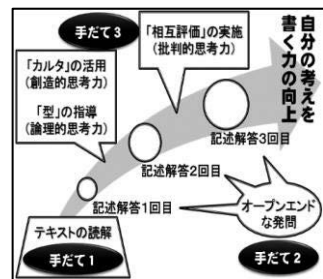 手だて3
「相互評価」の実施
(批判的思考力)
自分の考えを
書く力の向上
「カルタ」の活用
(創造的思考力)
「型」の指導
(論理的思考力)
記述解答3回目
記述解答2回目
記述解答1回目
オープンエンド
な発問
テキストの読解
手だて1
手だて2